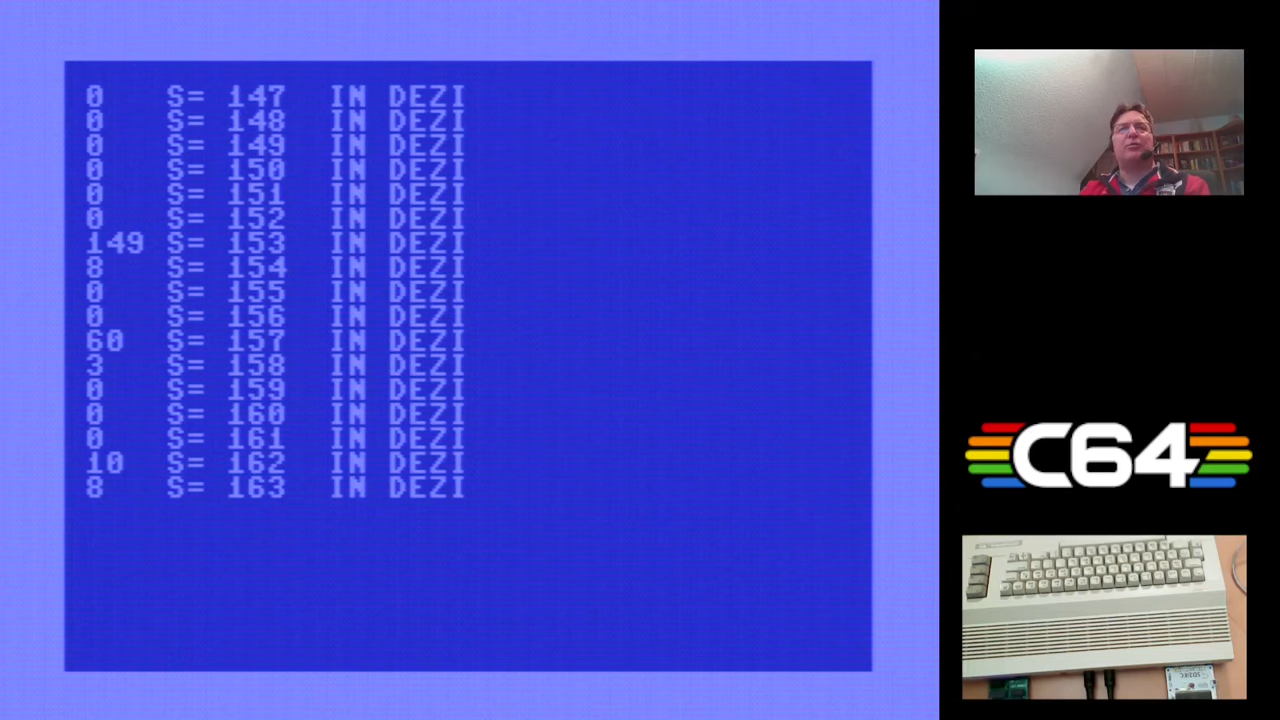 0 S= 147 IN DEZI
0 S= 148 IN DEZI
0 S= 149 IN DEZI
0 S= 150 IN DEZI
0 S= 151 IN DEZI
0 S= 152 IN DEZI
149 S= 153 IN DEZI
8 S= 154 IN DEZI
0 S= 155 IN DEZI
0 S= 156 IN DEZI
60 S= 157 IN DEZI
3 S= 158 IN DEZI
0 S= 159 IN DEZI
0 S= 160 IN DEZI
0 S= 161 IN DEZI
10 S= 162 IN DEZI
8 S= 163 IN DEZI
C64